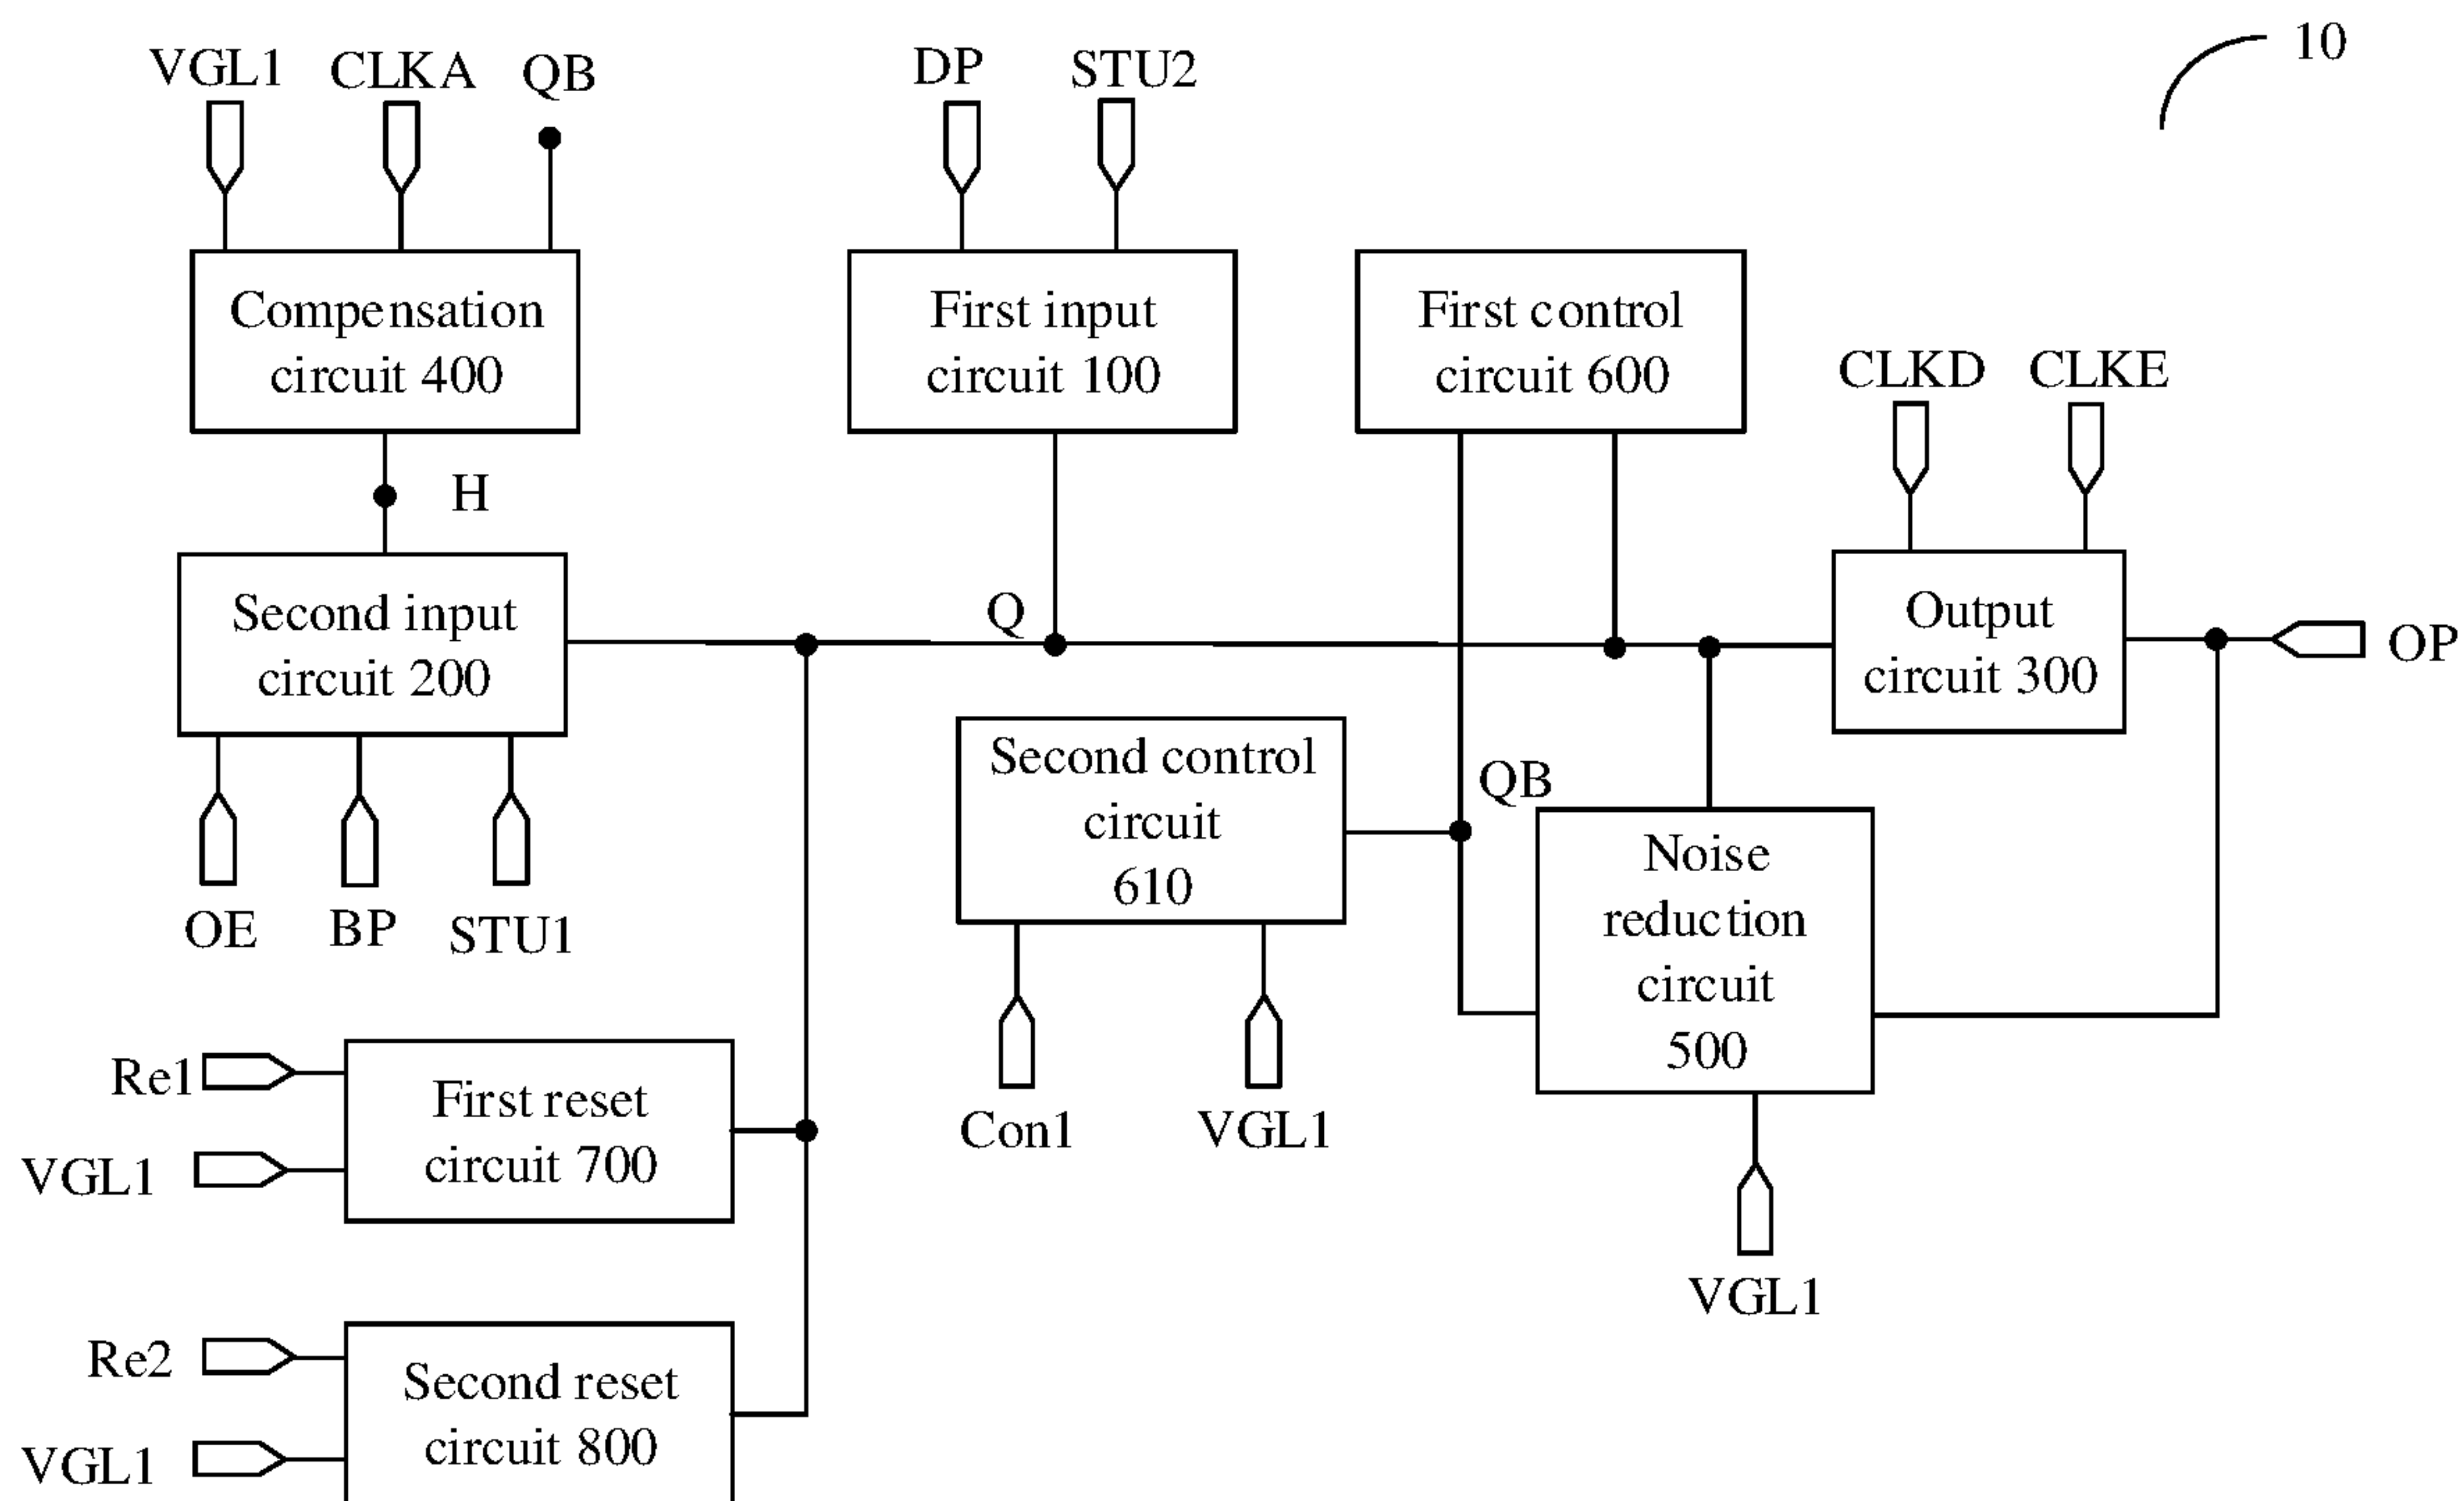 10
VGL1
CLKA
QB
DP
STU2
Compensation
circuit 400
First input
circuit 100
First control
circuit 600
CLKD
CLKE
H
Second input
circuit 200
Q
Output
circuit 300
OP
Second control
circuit
610
QB
Noise
reduction
circuit
500
OE
BP
STU1
Re1
VGL1
First reset
circuit 700
Con1
VGL1
VGL1
Re2
VGL1
Second reset
circuit 800